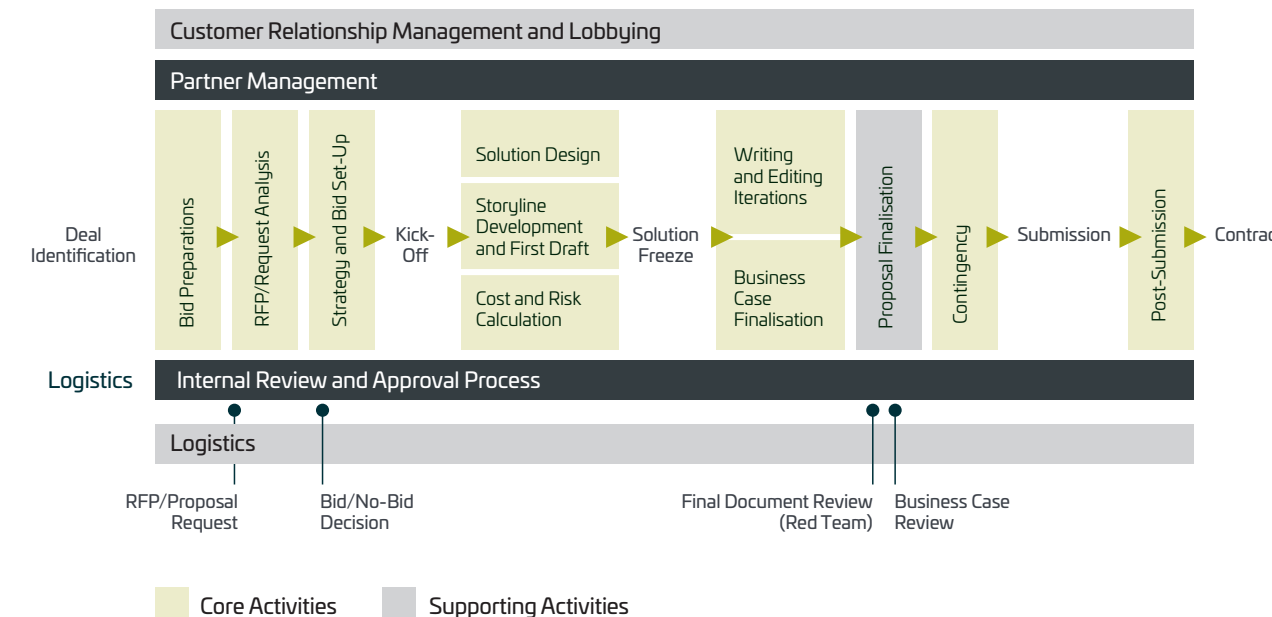 Customer Relationship Management and Lobbying
Partner Management
Deal
Identification
Bid Preparations
RFP/Request Analysis
Strategy and Bid Set-Up
Kick-
Off
Solution Design
Storyline
Development
and First Draft
Cost and Risk
Calculation
Solution
Freeze
Writing
and Editing
Iterations
Business
Case
Finalisation
Proposal Finalisation
Contingency
Submission
Post-Submission
Contrac
Logistics
Internal Review and Approval Process
Logistics
RFP/Proposal
Request
Bid/No-Bid
Decision
Final Document Review
(Red Team)
Business Case
Review
Core Activities
Supporting Activities